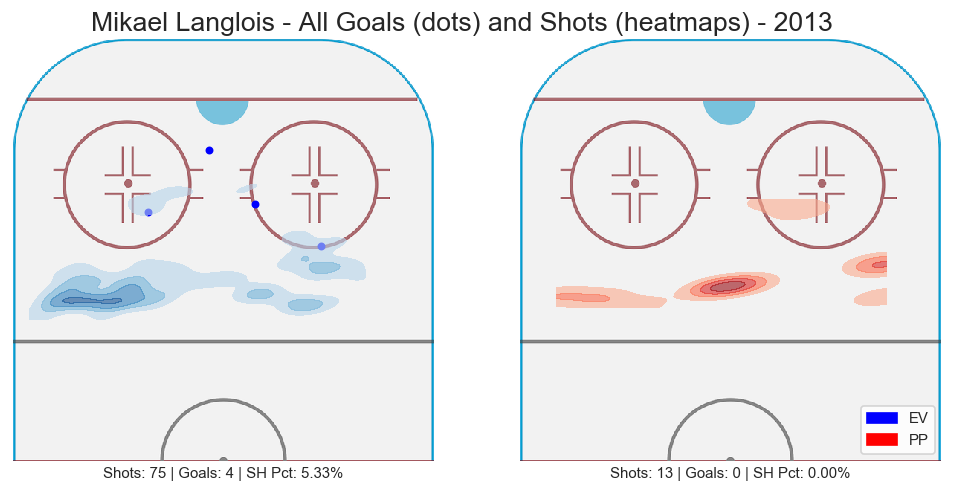 Mikael Langlois - All Goals (dots) and Shots (heatmaps) - 2013
EV
PP
Shots: 75 | Goals: 4 | SH Pct: 5.33%
Shots: 13 | Goals: 0 | SH Pct: 0.00%